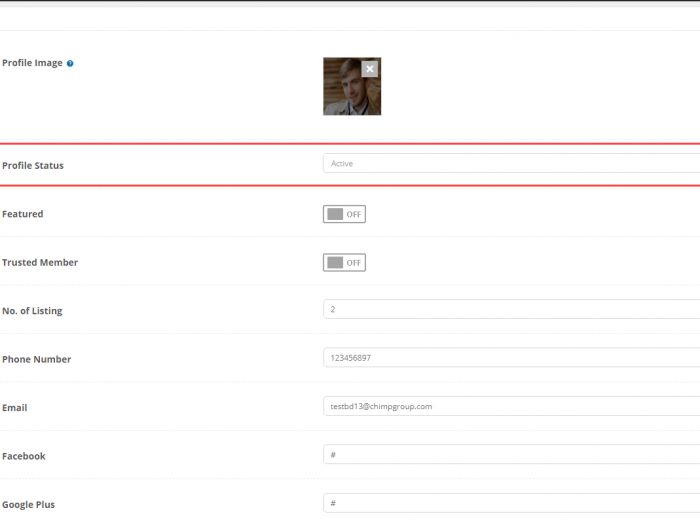 Profile Image ?
Profile Status Active
Featured OFF
Trusted Member OFF
No. of Listing 2
Phone Number 123456897
Email testbd13@chimpgroup.com
Facebook #
Google Plus #